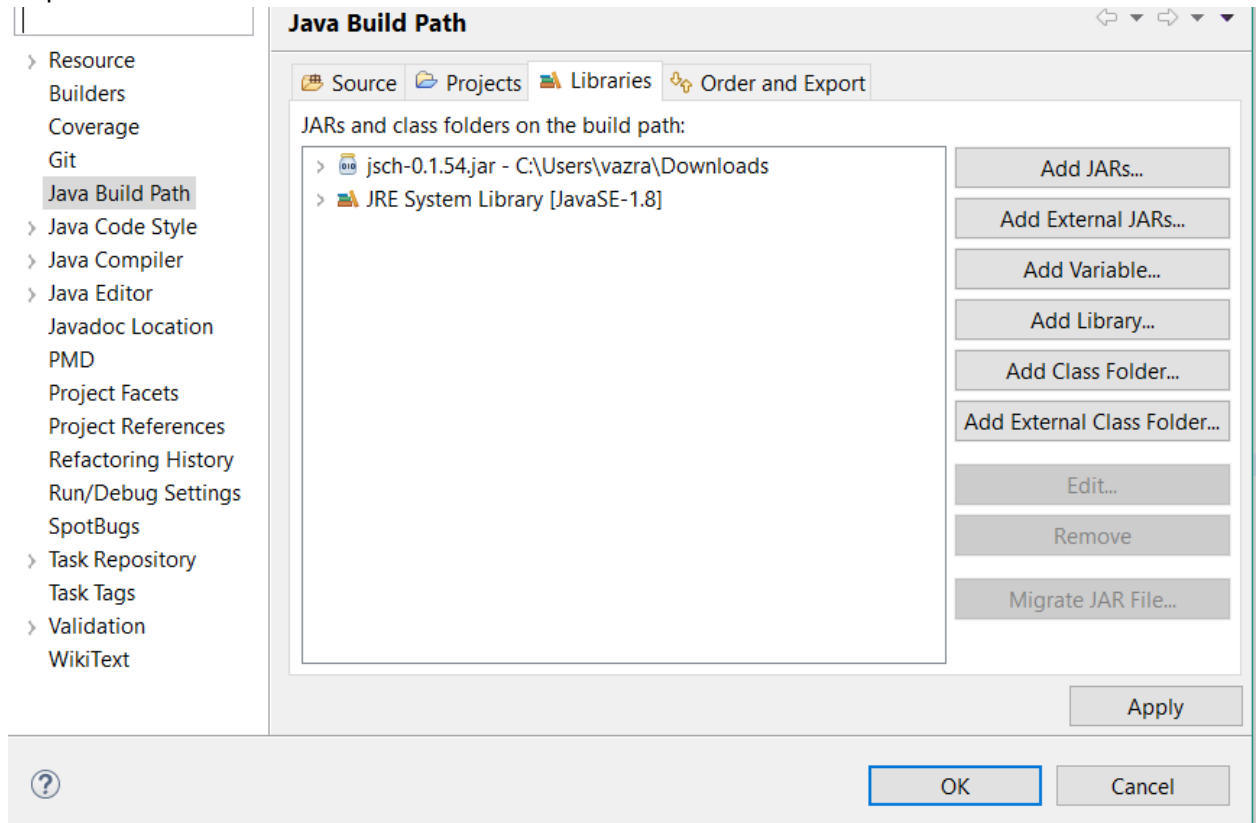 Java Build Path
Resource
Builders
Coverage
Git
Java Build Path
Java Code Style
Java Compiler
Java Editor
Javadoc Location
PMD
Project Facets
Project References
Refactoring History
Run/Debug Settings
SpotBugs
Task Repository
Task Tags
Validation
WikiText
Source Projects Libraries Order and Export
JARs and class folders on the build path:
jsch-0.1.54.jar - C:\Users\vazra\Downloads
JRE System Library [JavaSE-1.8]
Add JARs...
Add External JARs...
Add Variable...
Add Library...
Add Class Folder...
Add External Class Folder...
Edit...
Remove
Migrate JAR File...
Apply
?
OK Cancel